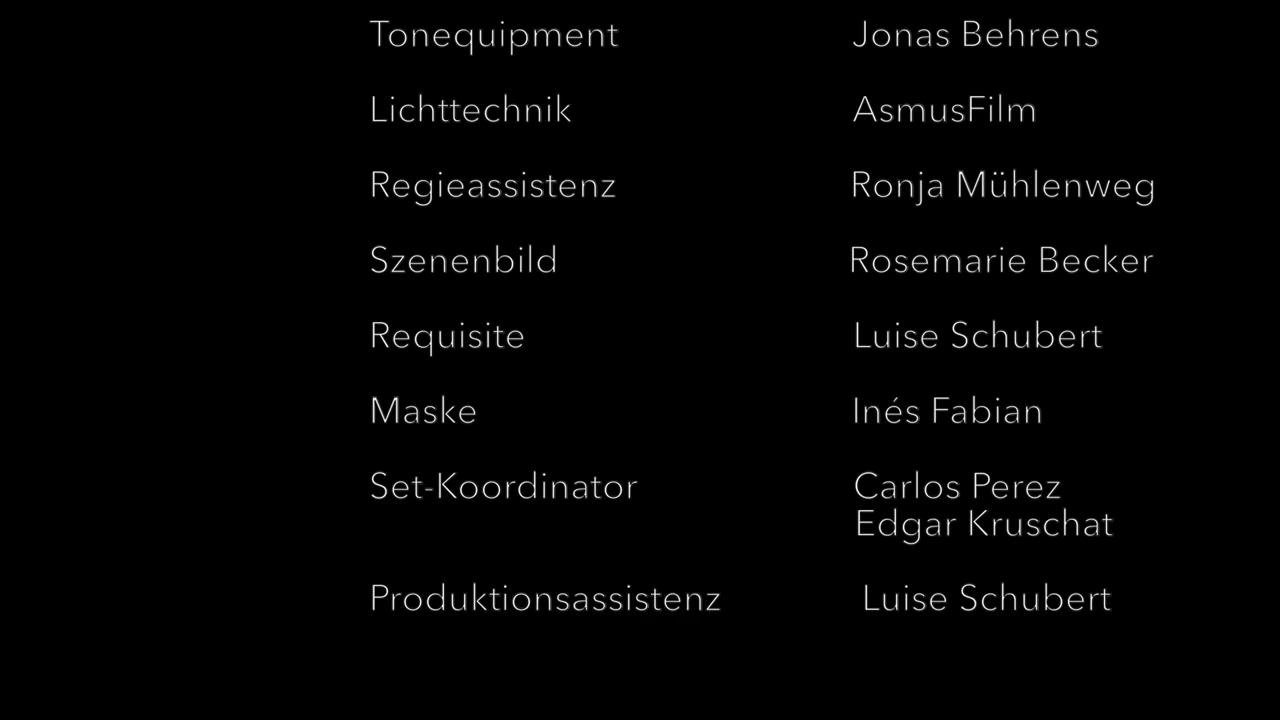 Tonequipment Jonas Behrens
Lichttechnik AsmusFilm
Regieassistenz Ronja Mühlenweg
Szenenbild Rosemarie Becker
Requisite Luise Schubert
Maske Inés Fabian
Set-Koordinator Carlos Perez
Edgar Kruschat
Produktionsassistenz Luise Schubert